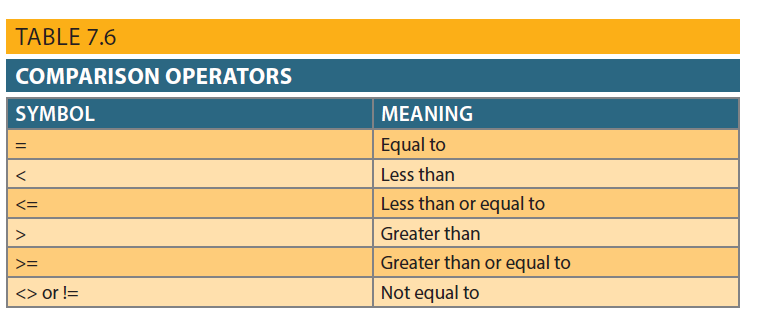 TABLE 7.6
COMPARISON OPERATORS
SYMBOL MEANING
= Equal to
< Less than
<= Less than or equal to
> Greater than
>= Greater than or equal to
<> or != Not equal to